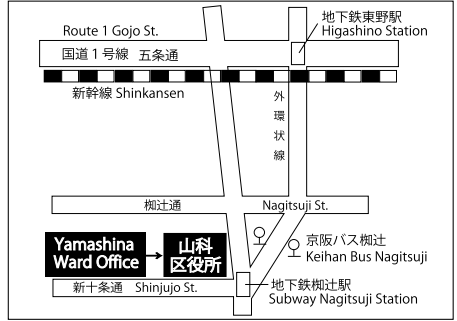 Route 1 Gojo St.
国道1号線 五条通
地下鉄東野駅
Higashino Station
新幹線 Shinkansen
外環状線
椥辻通
Nagitsuji St.
Yamashina
Ward Office
山科
区役所
京阪バス椥辻
Keihan Bus Nagitsuji
新十条通 Shinjujo St.
地下鉄椥辻駅
Subway Nagitsuji Station